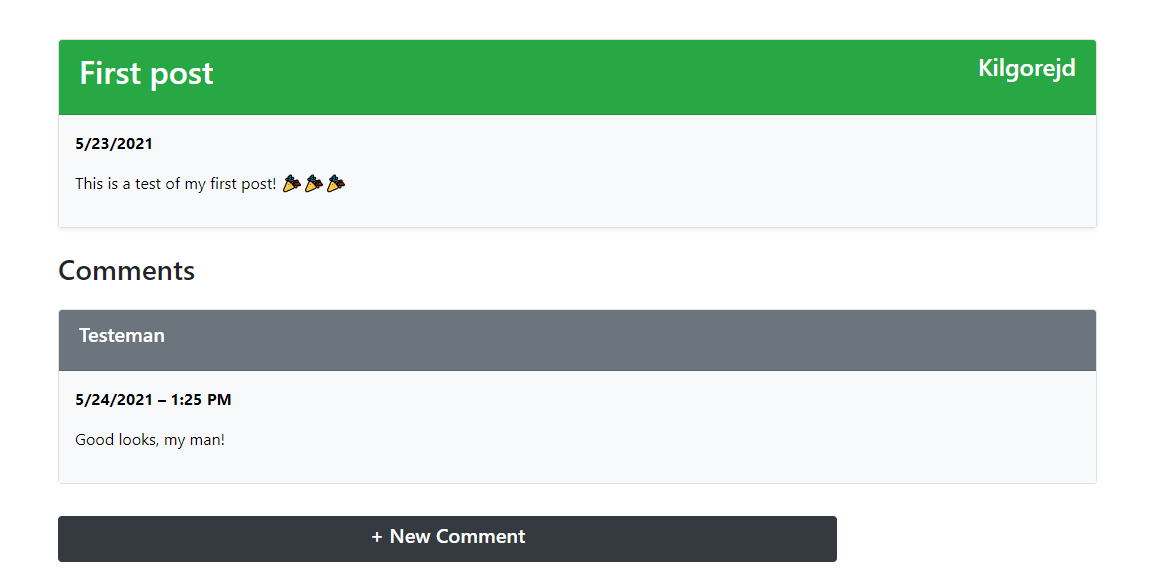 First post
Kilgorejd
5/23/2021
This is a test of my first post! 🎉🎉🎉
Comments
Testeman
5/24/2021 – 1:25 PM
Good looks, my man!
+ New Comment